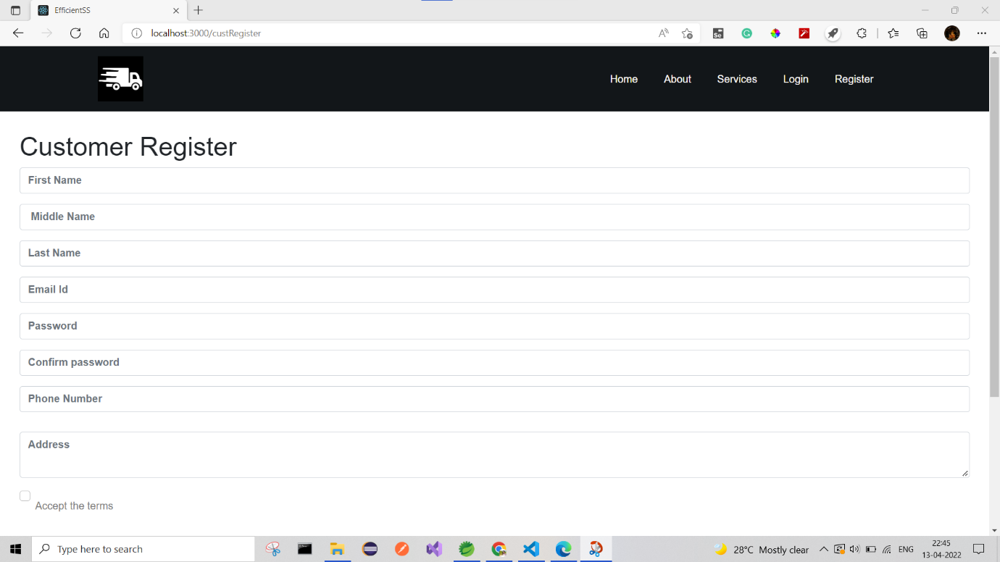 EfficientSS
localhost:3000/custRegister
Home About Services Login Register
Customer Register
First Name
Middle Name
Last Name
Email Id
Password
Confirm password
Phone Number
Address
Accept the terms
Type here to search
28°C Mostly clear
ENG
22:45
13-04-2022